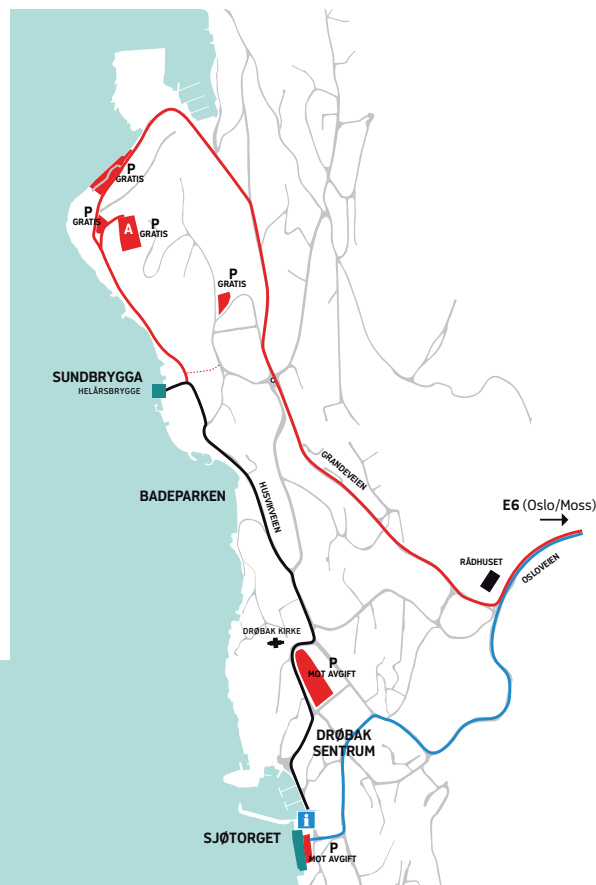 P
GRATIS
P
GRATIS
A
P
GRATIS
P
GRATIS
SUNDBRYGGA
HELÅRSBRYGGE
GRANDEVEIEN
BADEPARKEN
HUSVIKVEIEN
E6 (Oslo/Moss)
OSLOVEIEN
RÅDHUSET
DRØBAK KIRKE
P
MOT AVGIFT
DRØBAK
SENTRUM
i
SJØTORGET
P
MOT AVGIFT